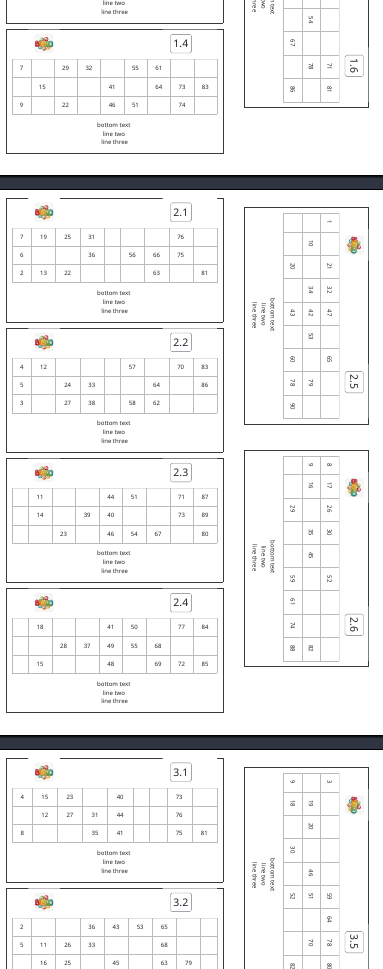 line two
line three
1.4
7 29 32 55 61
15 41 64 73 83
9 22 46 51 74
bottom text
line two
line three
1.6
71 81
54 78
67 86
line three
2.1
7 19 25 31 76
6 36 56 66 75
2 13 22 63 81
bottom text
line two
line three
2.2
4 12 57 70 83
5 24 33 64 86
3 27 38 58 62
bottom text
line two
line three
2.3
11 44 51 71 87
14 39 40 73 89
23 46 54 67 80
bottom text
line two
line three
2.4
18 41 50 77 84
28 37 49 55 68
15 48 69 72 85
bottom text
line two
line three
2.5
1 21 32 47 65
10 34 42 53 79
20 43 60 78 90
bottom text
line two
line three
2.6
8 17 26 30 52
9 16 35 45 82
29 59 61 74 88
bottom text
line two
line three
3.1
4 15 23 40 73
12 27 31 44 76
8 35 41 75 81
bottom text
line two
line three
3.2
2 36 43 53 65
5 11 26 33 68
16 25 45 63 79
3.5
3 59 64 78
19 20 46 51 70
9 18 30 52
bottom text
line two
line three